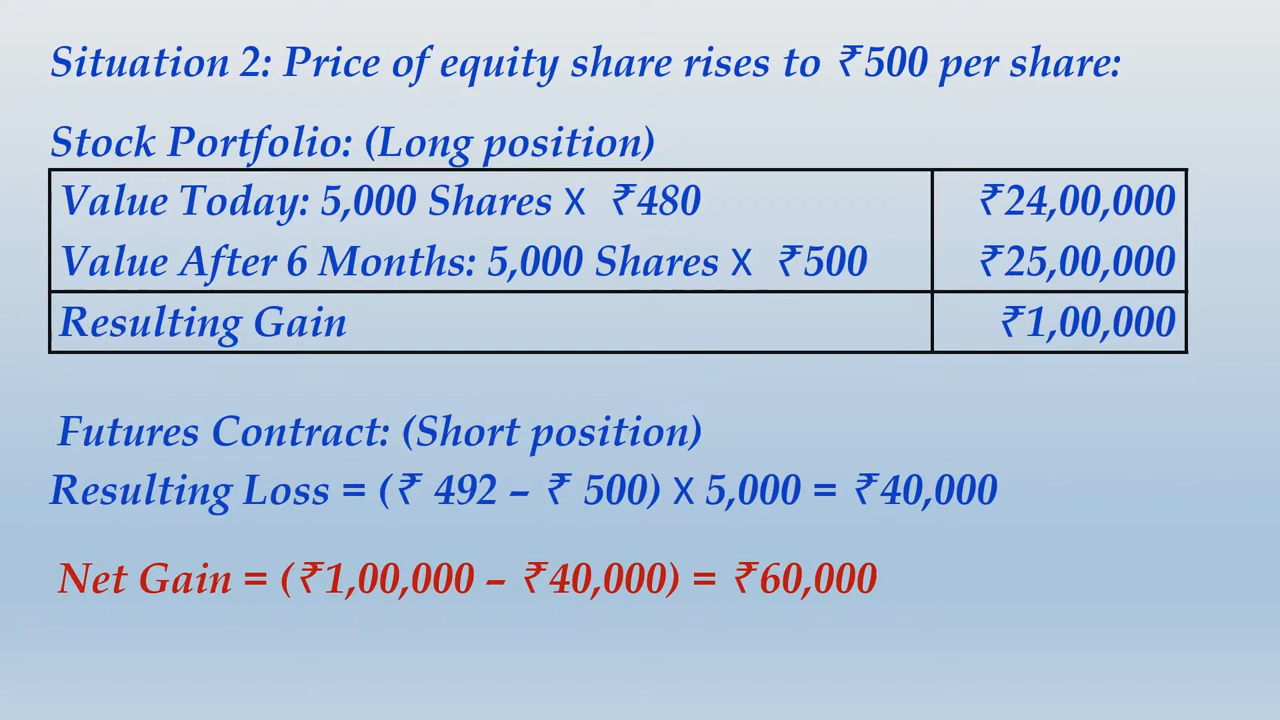 Situation 2: Price of equity share rises to ₹500 per share:
Stock Portfolio: (Long position)
Value Today: 5,000 Shares X ₹480 ₹24,00,000
Value After 6 Months: 5,000 Shares X ₹500 ₹25,00,000
Resulting Gain ₹1,00,000
Futures Contract: (Short position)
Resulting Loss = (₹ 492 – ₹ 500) X 5,000 = ₹40,000
Net Gain = (₹1,00,000 – ₹40,000) = ₹60,000